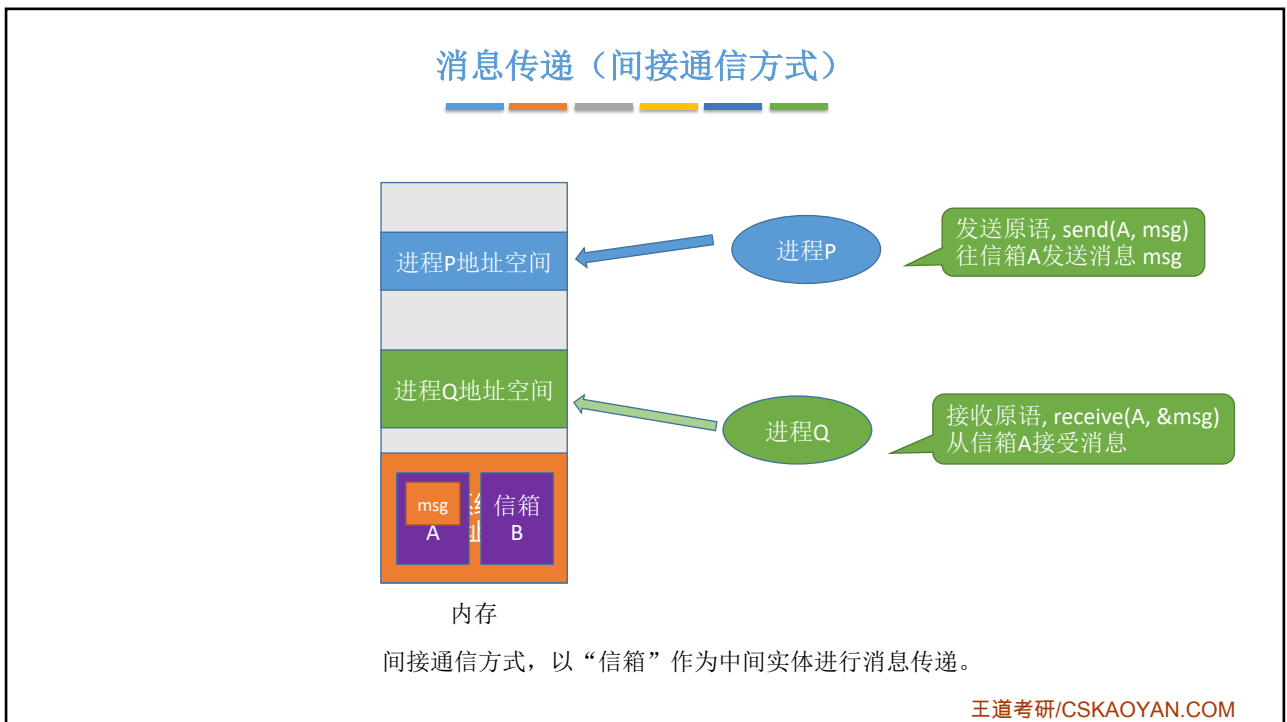 消息传递（间接通信方式）
进程P地址空间
进程P
发送原语, send(A, msg)
往信箱A发送消息 msg
进程Q地址空间
进程Q
接收原语, receive(A, &msg)
从信箱A接受消息
msg
A
信箱
B
内存
间接通信方式，以“信箱”作为中间实体进行消息传递。
王道考研/CSKAOYAN.COM